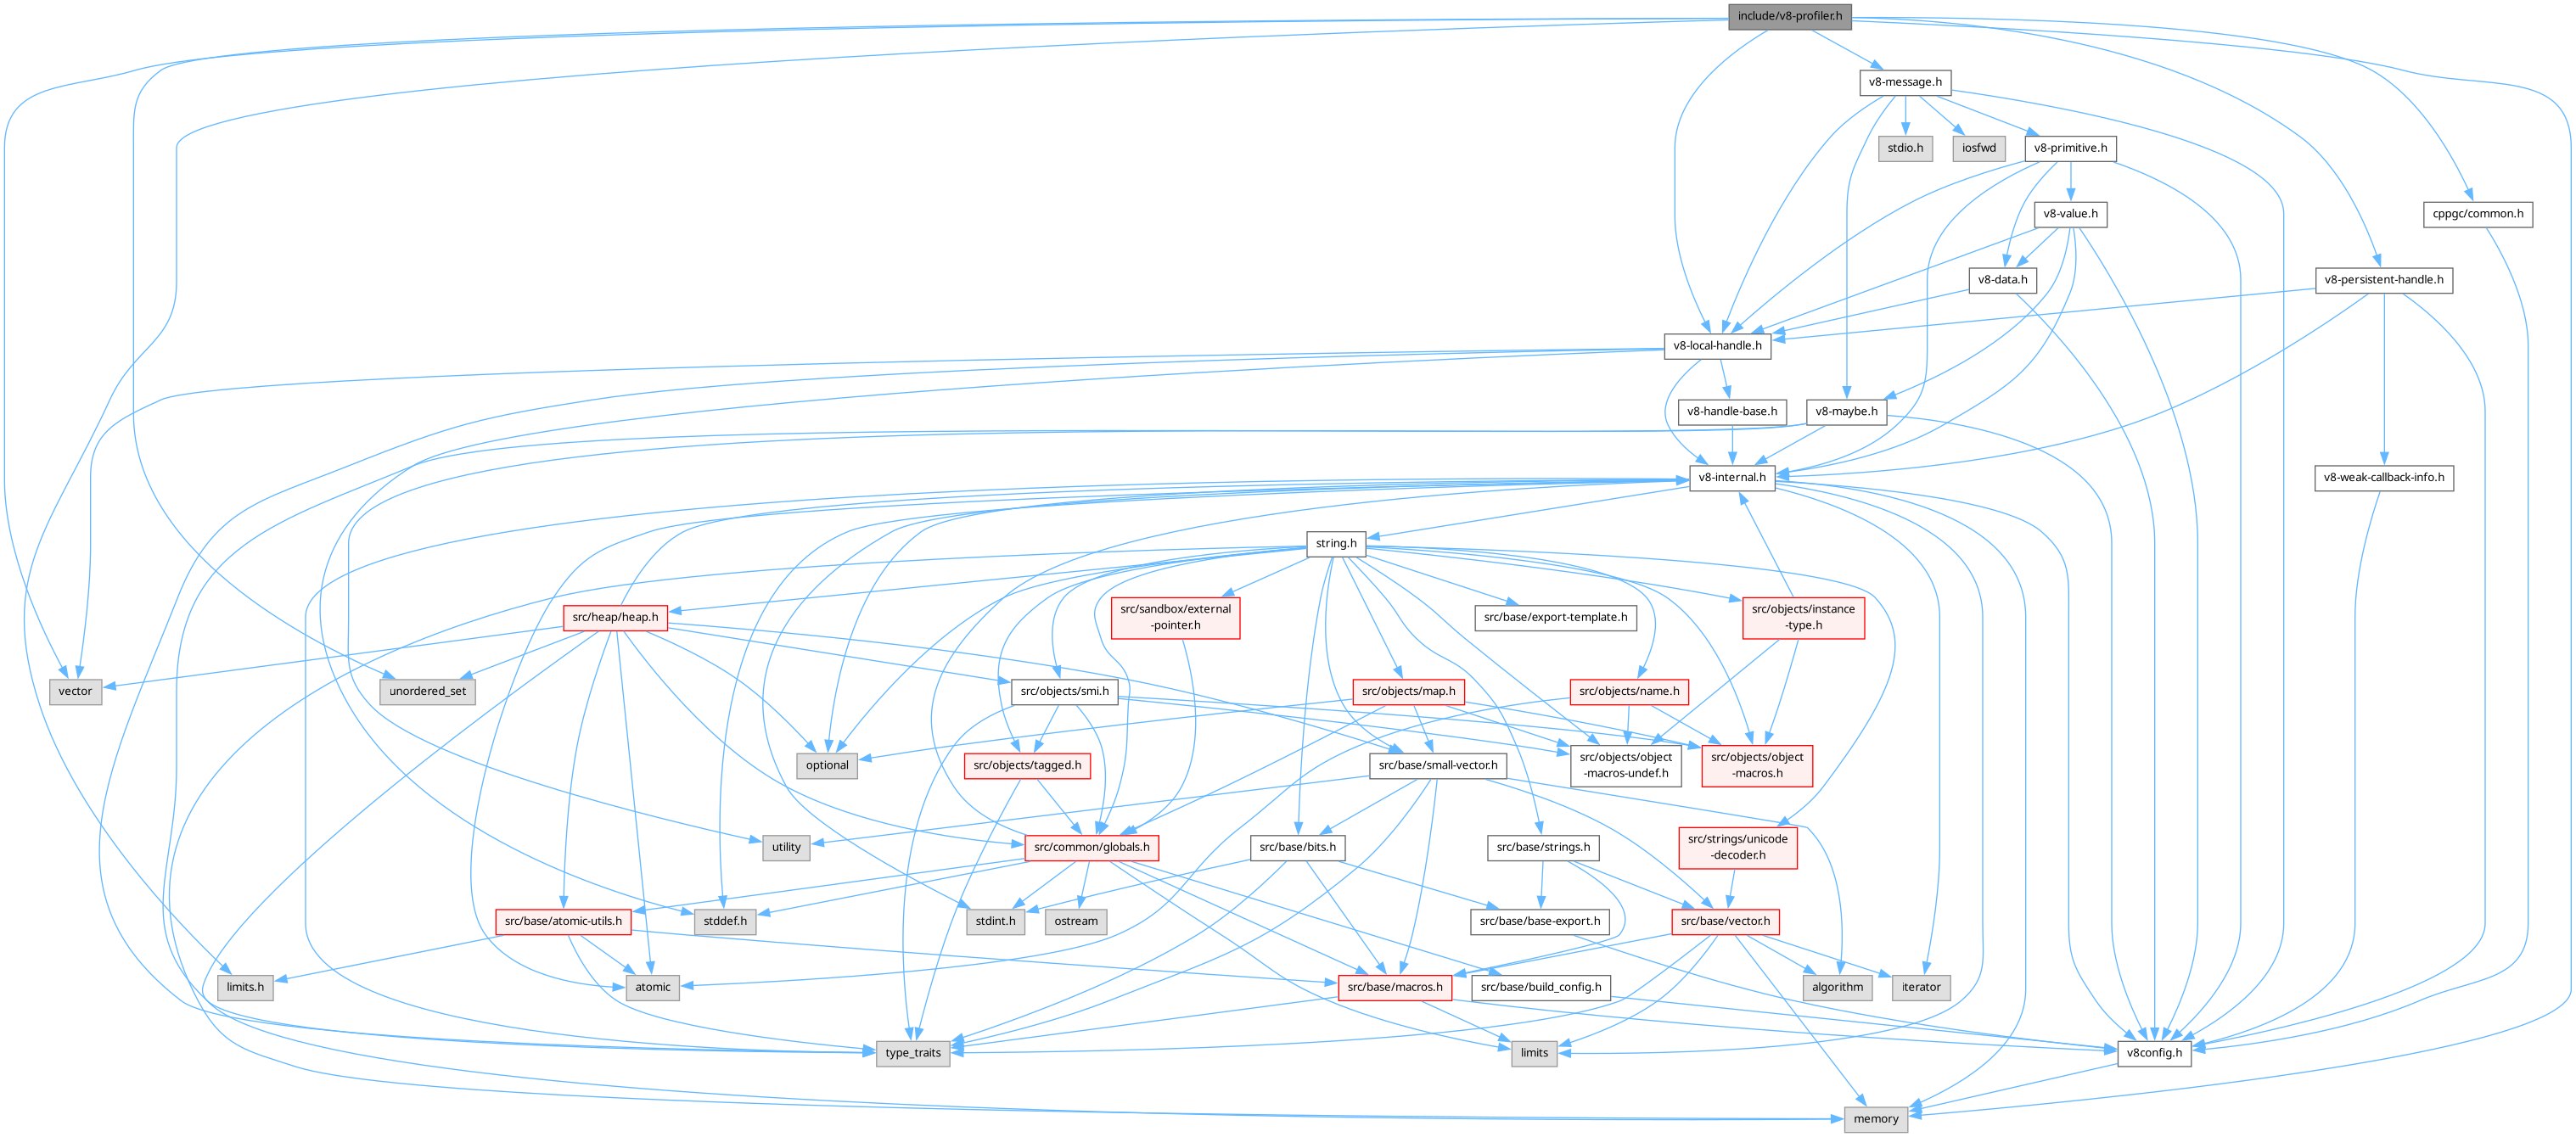 include/v8-profiler.h
v8-message.h
stdio.h
iosfwd
v8-primitive.h
v8-value.h
cppgc/common.h
v8-data.h
v8-persistent-handle.h
v8-local-handle.h
v8-handle-base.h
v8-maybe.h
v8-internal.h
v8-weak-callback-info.h
string.h
src/heap/heap.h
src/sandbox/external
-pointer.h
src/base/export-template.h
src/objects/instance
-type.h
vector
unordered_set
src/objects/smi.h
src/objects/map.h
src/objects/name.h
optional
src/objects/tagged.h
src/base/small-vector.h
src/objects/object
-macros-undef.h
src/objects/object
-macros.h
utility
src/common/globals.h
src/base/bits.h
src/base/strings.h
src/strings/unicode
-decoder.h
src/base/atomic-utils.h
stddef.h
stdint.h
ostream
src/base/base-export.h
src/base/vector.h
limits.h
atomic
src/base/macros.h
src/base/build_config.h
algorithm
iterator
type_traits
limits
v8config.h
memory